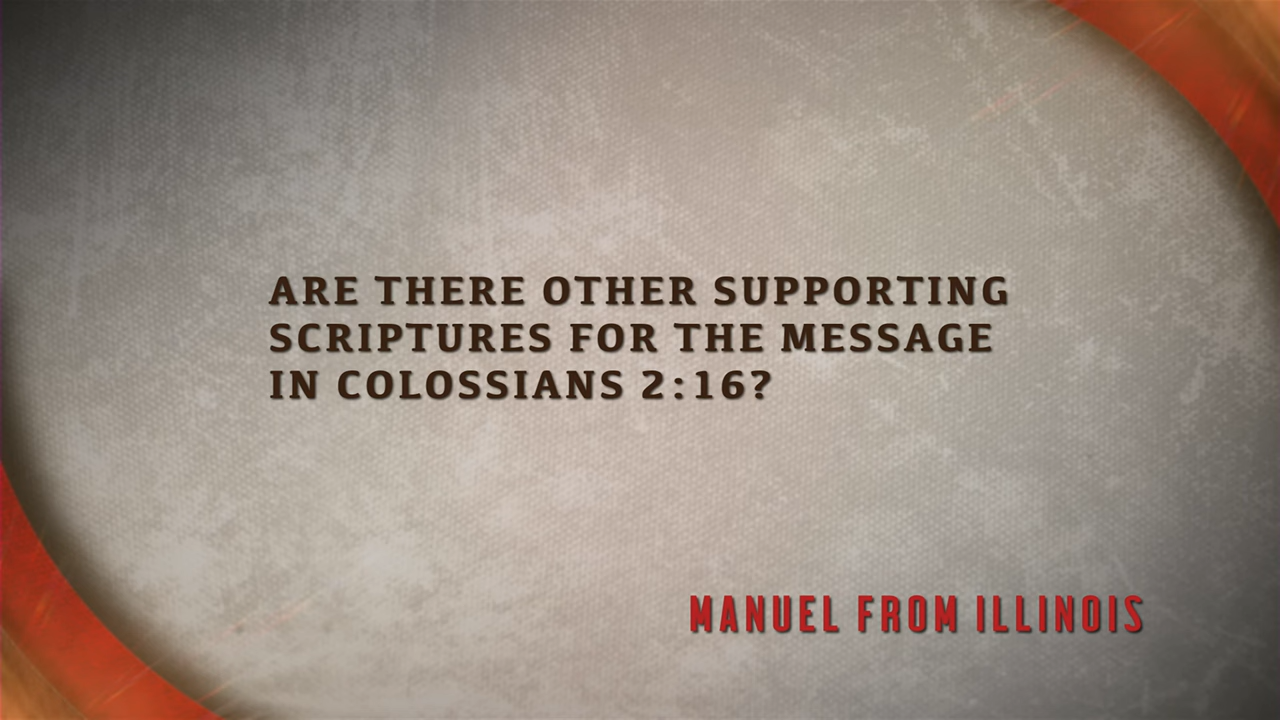 ARE THERE OTHER SUPPORTING
SCRIPTURES FOR THE MESSAGE
IN COLOSSIANS 2:16?
MANUEL FROM ILLINOIS